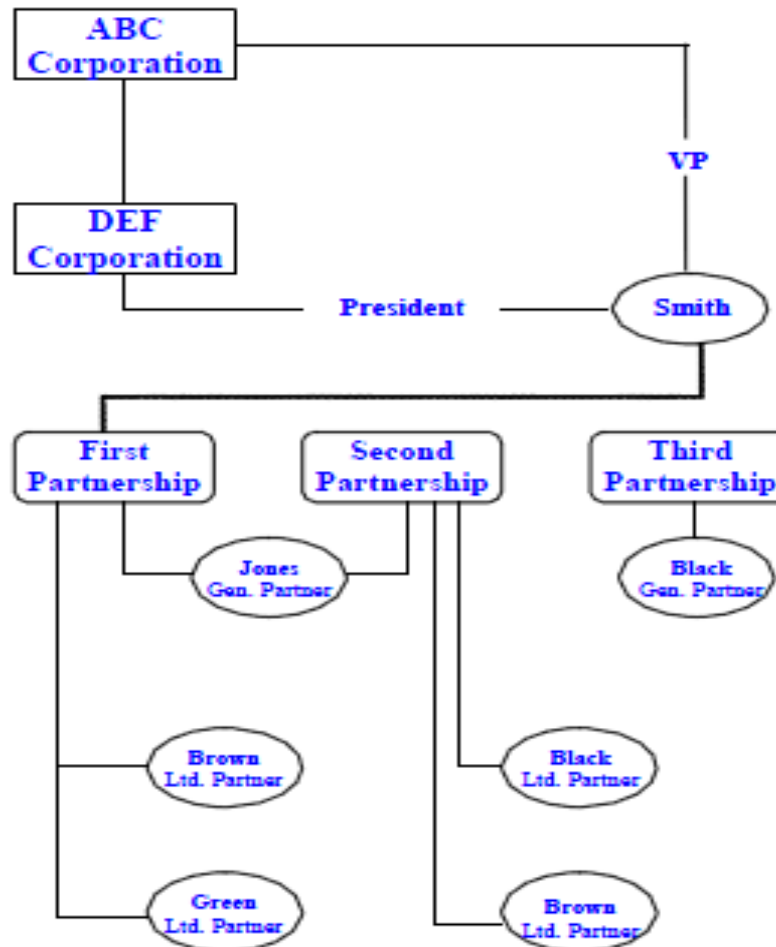 ABC
Corporation
VP
DEF
Corporation
President
Smith
First
Partnership
Second
Partnership
Third
Partnership
Jones
Gen. Partner
Black
Gen. Partner
Brown
Ltd. Partner
Black
Ltd. Partner
Green
Ltd. Partner
Brown
Ltd. Partner